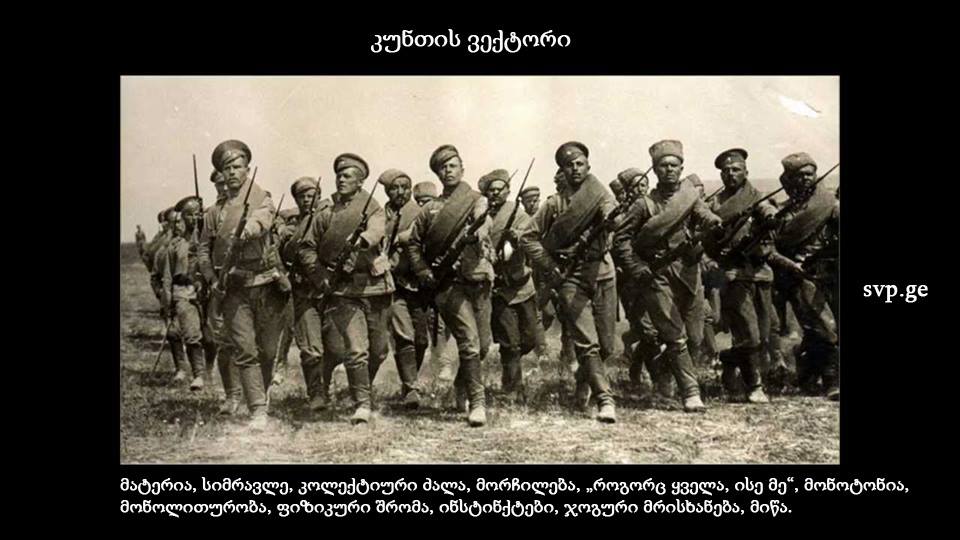 კუნთის ვექტორი
svp.ge
მატერია, სიმრავლე, კოლექტიური ძალა, მორჩილება, „როგორც ყველა, ისე მე“, მონოტონია,
მონოლითურობა, ფიზიკური შრომა, ინსტინქტები, ჯოგური მრისხანება, მიწა.